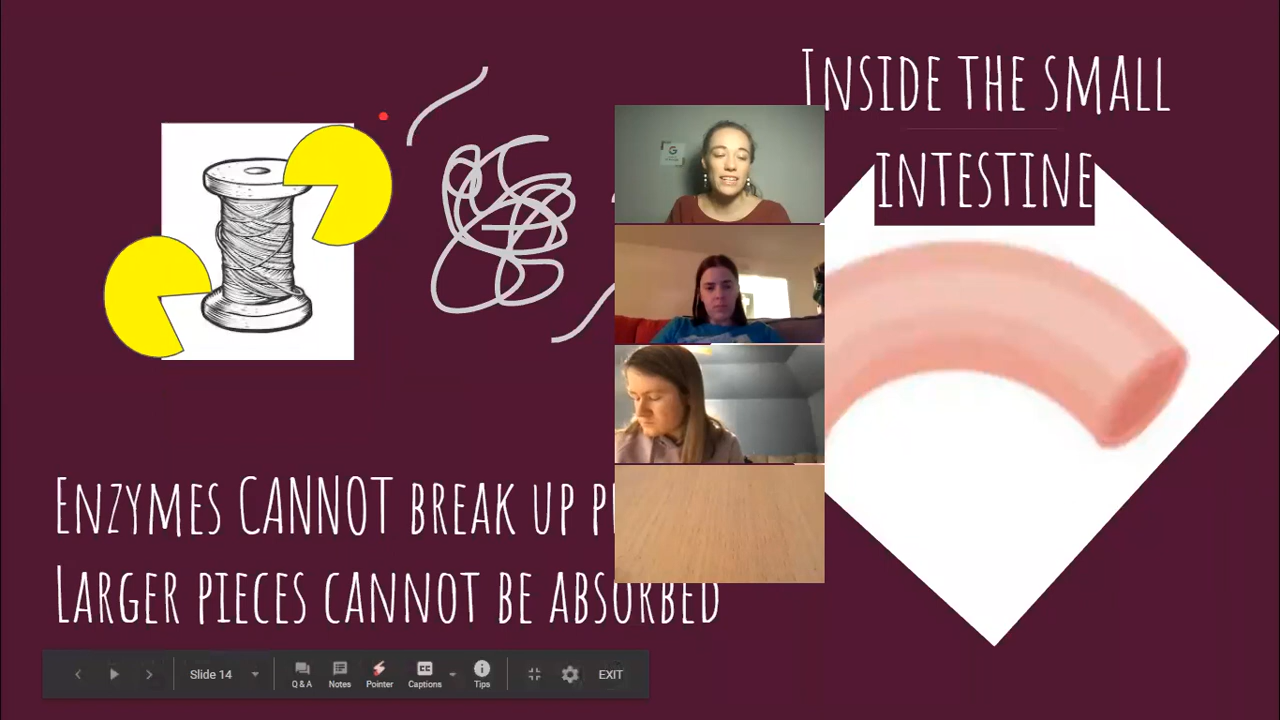 INSIDE THE SMALL
INTESTINE
ENZYMES CANNOT BREAK UP
LARGER PIECES CANNOT BE ABSORBED
Slide 14
Q & A
Notes
Pointer
CC
Captions
Tips
EXIT
G